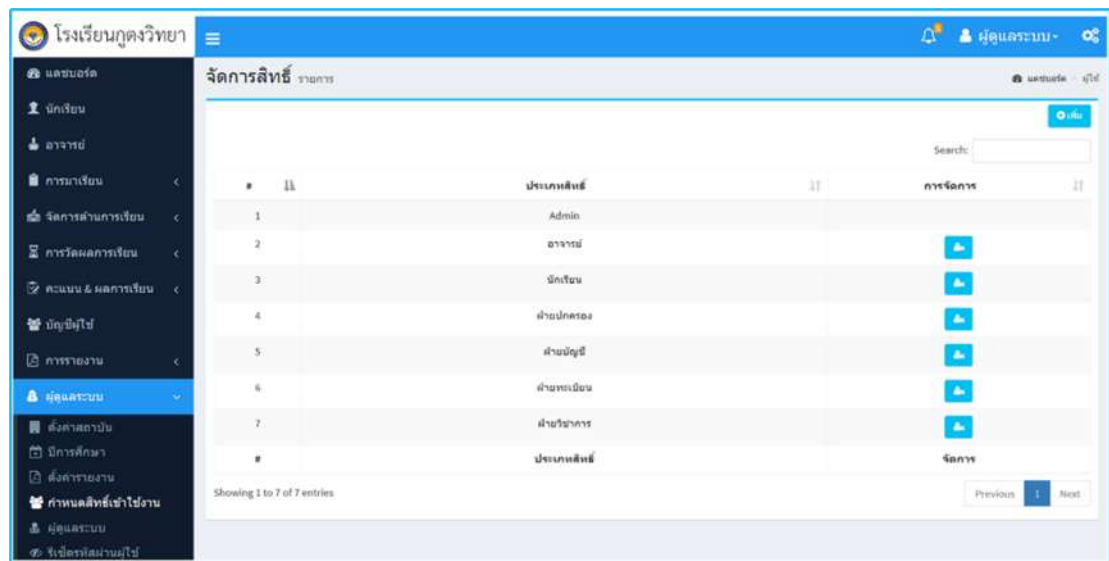 โรงเรียนกูตงวิทยา
ผู้ดูแลระบบ
แดชบอร์ด
นักเรียน
อาจารย์
การมาเรียน
จัดการด้านการเรียน
การวัดผลการเรียน
คะแนน & ผลการเรียน
บัญชีผู้ใช้
การรายงาน
ผู้ดูแลระบบ
ตั้งค่าสถาบัน
ปีการศึกษา
ตั้งค่ารายงาน
กำหนดสิทธิ์เข้าใช้งาน
ผู้ดูแลระบบ
รีเซ็ตรหัสผ่านผู้ใช้
จัดการสิทธิ์ รายการ
แดชบอร์ด ผู้ใช้
เพิ่ม
Search:
# ประเภทสิทธิ์ การจัดการ
1 Admin
2 อาจารย์
3 นักเรียน
4 ฝ่ายปกครอง
5 ฝ่ายบัญชี
6 ฝ่ายทะเบียน
7 ฝ่ายวิชาการ
# ประเภทสิทธิ์ จัดการ
Showing 1 to 7 of 7 entries
Previous 1 Next